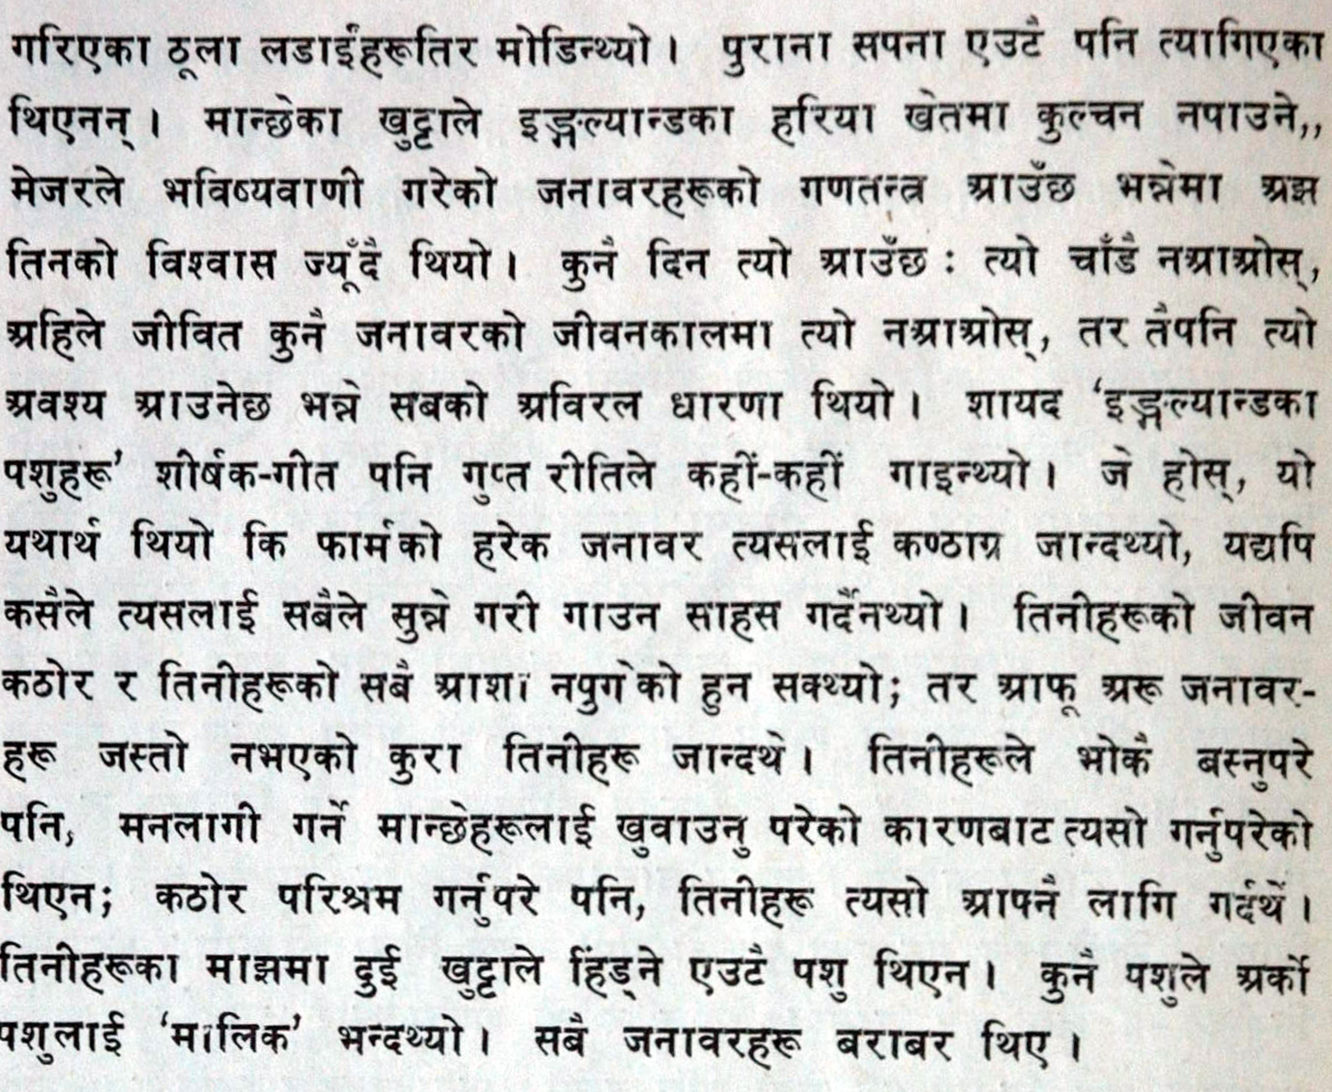 गरिएका ठूला लडाईंहरूतिर मोडिन्थ्यो। पुराना सपना एउटै पनि त्यागिएका
थिएनन्। मान्छेका खुट्टाले इङ्गल्यान्डका हरिया खेतमा कुल्चन नपाउने,,
मेजरले भविष्यवाणी गरेको जनावरहरूको गणतन्त्र आउँछ भन्नेमा अझ
तिनको विश्वास ज्यूँदै थियो। कुनै दिन त्यो आउँछ : त्यो चाँडै नआओस्,
अहिले जीवित कुनै जनावरको जीवनकालमा त्यो नआओस्, तर तैपनि त्यो
अवश्य आउनेछ भन्ने सबको अविरल धारणा थियो। शायद ‘इङ्गल्यान्डका
पशुहरू’ शीर्षक-गीत पनि गुप्त रीतिले कहीं-कहीं गाइन्थ्यो। जे होस्, यो
यथार्थ थियो कि फार्मको हरेक जनावर त्यसलाई कण्ठाग्र जान्दथ्यो, यद्यपि
कसैले त्यसलाई सबैले सुन्ने गरी गाउन साहस गर्दैनथ्यो। तिनीहरूको जीवन
कठोर र तिनीहरूको सबै आशा नपुगेको हुन सक्थ्यो; तर आफू अरू जनावर-
हरू जस्तो नभएको कुरा तिनीहरू जान्दथे। तिनीहरूले भोकै बस्नुपरे
पनि, मनलागी गर्ने मान्छेहरूलाई खुवाउनु परेको कारणबाट त्यसो गर्नुपरेको
थिएन; कठोर परिश्रम गर्नुपरे पनि, तिनीहरू त्यसो आफ्नै लागि गर्दथें।
तिनीहरूका माझमा दुई खुट्टाले हिंड्ने एउटै पशु थिएन। कुनै पशुले अर्को
पशुलाई ‘मालिक’ भन्दथ्यो। सबै जनावरहरू बराबर थिए।